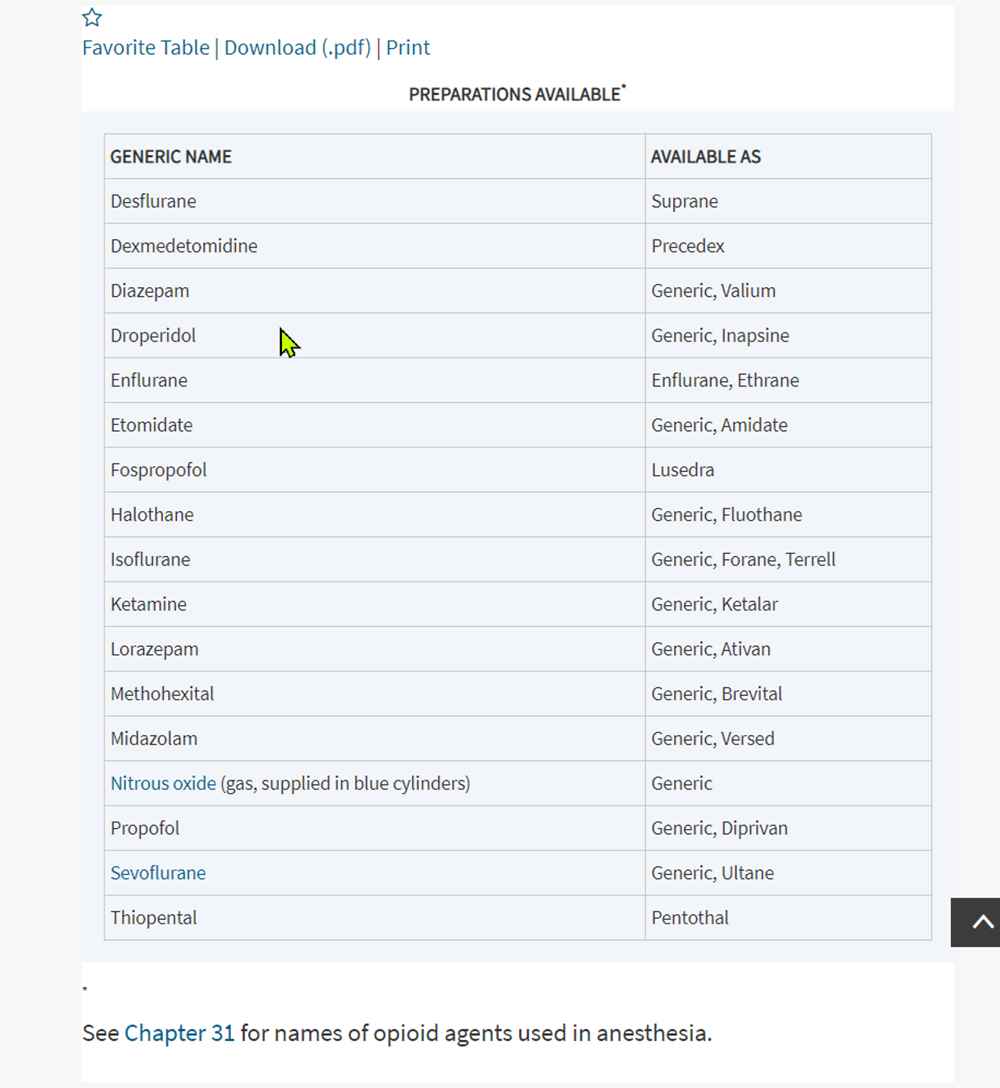 Favorite Table | Download (.pdf) | Print
PREPARATIONS AVAILABLE*
GENERIC NAME AVAILABLE AS
Desflurane Suprane
Dexmedetomidine Precedex
Diazepam Generic, Valium
Droperidol Generic, Inapsine
Enflurane Enflurane, Ethrane
Etomidate Generic, Amidate
Fospropofol Lusedra
Halothane Generic, Fluothane
Isoflurane Generic, Forane, Terrell
Ketamine Generic, Ketalar
Lorazepam Generic, Ativan
Methohexital Generic, Brevital
Midazolam Generic, Versed
Nitrous oxide (gas, supplied in blue cylinders) Generic
Propofol Generic, Diprivan
Sevoflurane Generic, Ultane
Thiopental Pentothal
*
See Chapter 31 for names of opioid agents used in anesthesia.